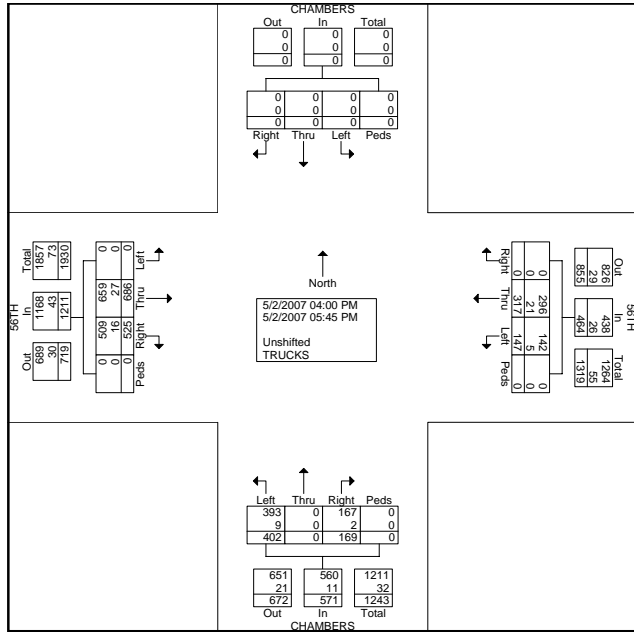 CHAMBERS
Out In Total
0 0 0
0 0 0
0 0 0
0 0 0 0
0 0 0 0
0 0 0 0
Right Thru Left Peds
56TH
Out In Total
689 1168 1857
30 43 73
719 1211 1930
0 509 659 0
0 16 27 0
0 525 686 0
Peds Right Thru Left
North
5/2/2007 04:00 PM
5/2/2007 05:45 PM
Unshifted
TRUCKS
56TH
Out In Total
826 438 1264
29 26 55
855 464 1319
0 296 142 0
0 21 5 0
0 317 147 0
Right Thru Left Peds
Left Thru Right Peds
393 0 167 0
9 0 2 0
402 0 169 0
651 560 1211
21 11 32
672 571 1243
Out In Total
CHAMBERS